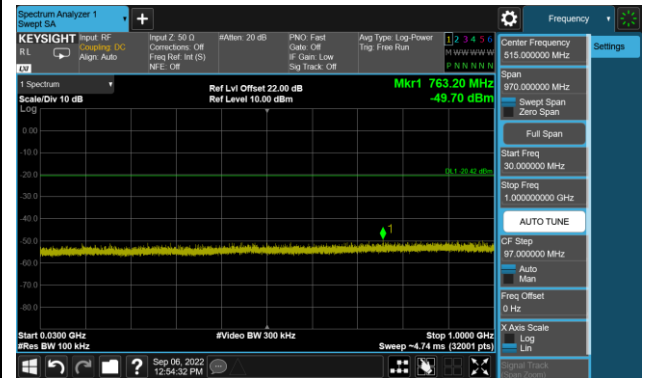 Spectrum Analyzer 1
Swept SA
+
Frequency
KEYSIGHT
RL
LXI
Input: RF
Coupling: DC
Align: Auto
Input Z: 50 Ω
Corrections: Off
Freq Ref: Int (S)
NFE: Off
#Atten: 20 dB
PNO: Fast
Gate: Off
IF Gain: Low
Sig Track: Off
Avg Type: Log-Power
Trig: Free Run
1 2 3 4 5 6
M W W W W W
P N N N N N
1 Spectrum
Scale/Div 10 dB
Log
Ref Lvl Offset 22.00 dB
Ref Level 10.00 dBm
Mkr1 763.20 MHz
-49.70 dBm
0.00
-10.0
-20.0
-30.0
-40.0
-50.0
-60.0
-70.0
-80.0
DL1 -20.42 dBm
1
Start 0.0300 GHz
#Res BW 100 kHz
#Video BW 300 kHz
Stop 1.0000 GHz
Sweep ~4.74 ms (32001 pts)
?
Sep 06, 2022
12:54:32 PM
Center Frequency
515.000000 MHz
Settings
Span
970.000000 MHz
Swept Span
Zero Span
Full Span
Start Freq
30.000000 MHz
Stop Freq
1.000000000 GHz
AUTO TUNE
CF Step
97.000000 MHz
Auto
Man
Freq Offset
0 Hz
X Axis Scale
Log
Lin
Signal Track
(Span Zoom)